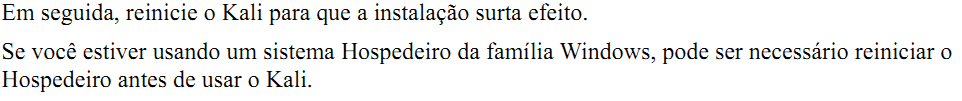 Em seguida, reinicie o Kali para que a instalação surta efeito.
Se você estiver usando um sistema Hospedeiro da família Windows, pode ser necessário reiniciar o
Hospedeiro antes de usar o Kali.